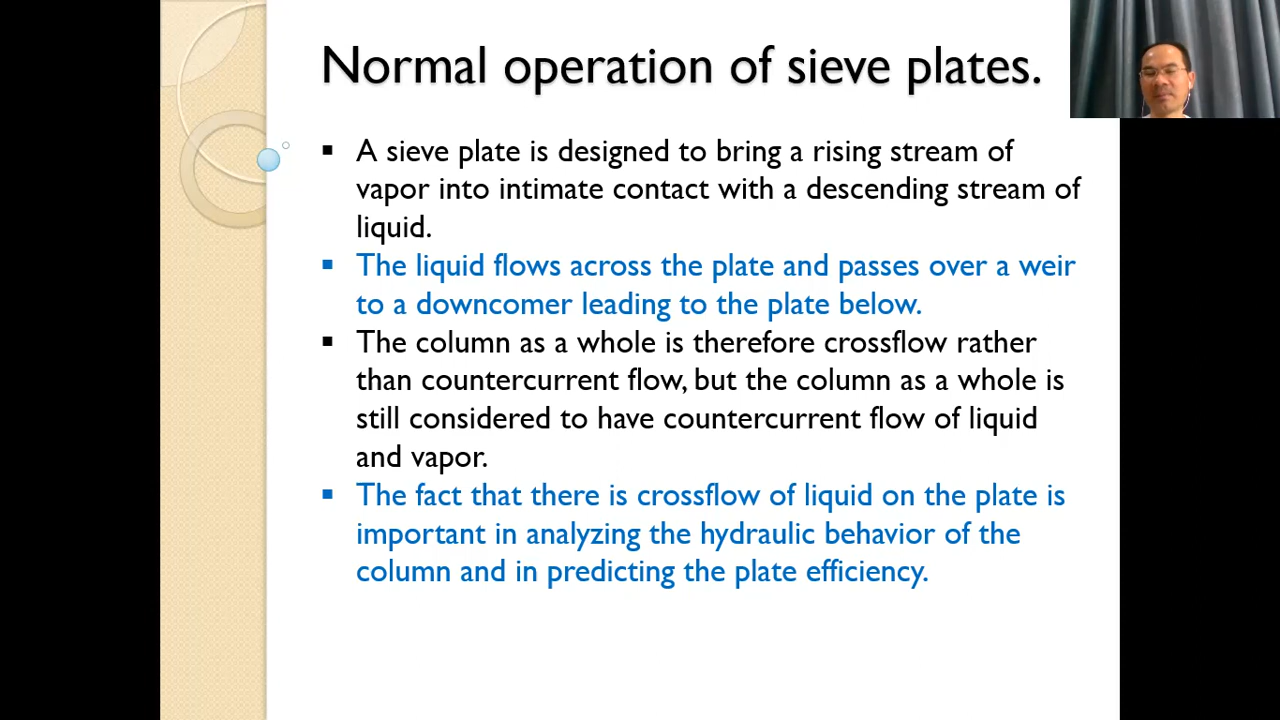 Normal operation of sieve plates.
▪ A sieve plate is designed to bring a rising stream of
vapor into intimate contact with a descending stream of
liquid.
▪ The liquid flows across the plate and passes over a weir
to a downcomer leading to the plate below.
▪ The column as a whole is therefore crossflow rather
than countercurrent flow, but the column as a whole is
still considered to have countercurrent flow of liquid
and vapor.
▪ The fact that there is crossflow of liquid on the plate is
important in analyzing the hydraulic behavior of the
column and in predicting the plate efficiency.